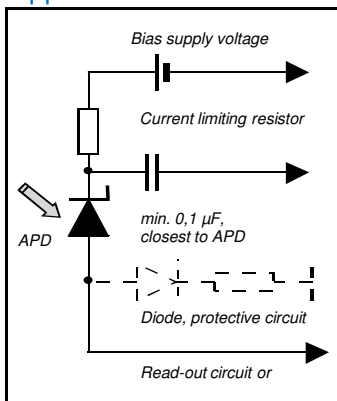 Bias supply voltage
Current limiting resistor
min. 0,1 µF,
closest to APD
APD
Diode, protective circuit
Read-out circuit or